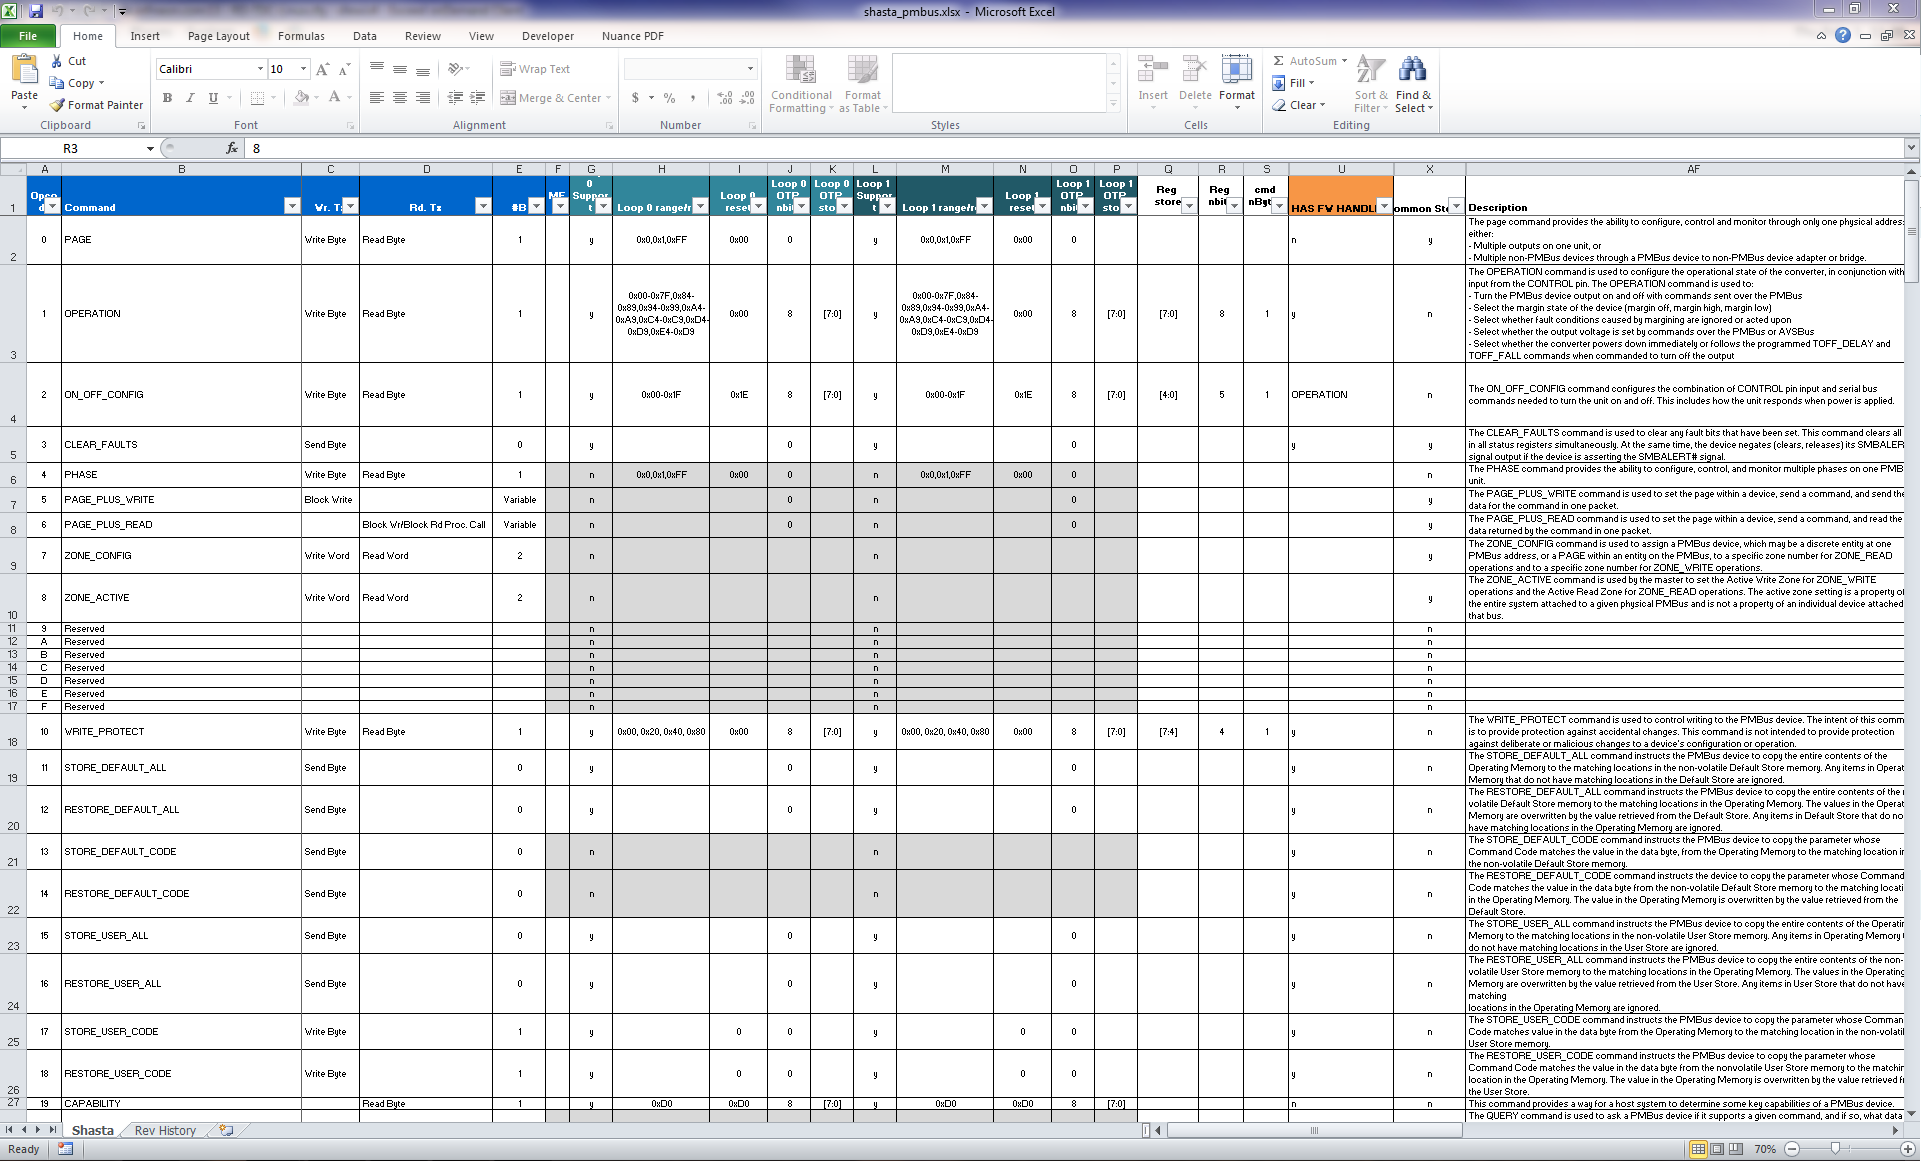 shasta_pmbus.xlsx - Microsoft Excel
File Home Insert Page Layout Formulas Data Review View Developer Nuance PDF
Paste Cut Copy Format Painter Clipboard
Calibri 10 B I U A Font
Wrap Text Merge & Center Alignment
$ % , Number
Conditional Formatting Format as Table Styles
Insert Delete Format Cells
AutoSum Fill Clear Sort & Filter Find & Select Editing
R3 fx 8
A B C D E F G H I J K L M N O P Q R S U X AF
1 Command Wr. Rd. Tx #B Loop 0 range/r Loop 0 reset Loop 0 OTP Loop 0 OTP sto Loop 1 Suppor t Loop 1 range/r Loop 1 reset Loop 1 OTP Loop 1 OTP sto Reg store Reg nbit cmd nByt HAS FW Description
2 0 PAGE Write Byte Read Byte 1 y 0x0,0x1,0xFF 0x00 0 y 0x0,0x1,0xFF 0x00 0 n y
The page command provides the ability to configure, control and monitor through only one physical
either:
- Multiple outputs on one unit, or
- Multiple non-PMBus devices through a PMBus device to non-PMBus device adapter or bridge.
3 1 OPERATION Write Byte Read Byte 1 y 0x00-0x7F,0x84-0x89,0x94-0x99,0xA4-0xA9,0xC4-0xC9,0xD4-0xD9,0xE4-0xD9 0x00 8 [7:0] y 0x00-0x7F,0x84-0x89,0x94-0x99,0xA4-0xA9,0xC4-0xC9,0xD4-0xD9,0xE4-0xD9 0x00 8 [7:0] [7:0] 8 1 y n
The OPERATION command is used to configure the operational state of the converter, in conjunction with
input from the CONTROL pin. The OPERATION command is used to:
- Turn the PMBus device output on and off with commands sent over the PMBus
- Select the margin state of the device (margin off, margin high, margin low)
- Select whether fault conditions caused by margining are ignored or acted upon
- Select whether the output voltage is set by commands over the PMBus or AVSBus
- Select whether the converter powers down immediately or follows the programmed TOFF_DELAY and
TOFF_FALL commands when commanded to turn off the output
4 2 ON_OFF_CONFIG Write Byte Read Byte 1 y 0x00-0x1F 0x1E 8 [7:0] y 0x00-0x1F 0x1E 8 [7:0] [4:0] 5 1 OPERATION n
The ON_OFF_CONFIG command configures the combination of CONTROL pin input and serial bus
commands needed to turn the unit on and off. This includes how the unit responds when power is applied.
5 3 CLEAR_FAULTS Send Byte 0 y 0 y 0 y y
The CLEAR_FAULTS command is used to clear any fault bits that have been set. This command clears all
in all status registers simultaneously. At the same time, the device negates (clears, releases) its
signal output if the device is asserting the SMBALERT# signal.
6 4 PHASE Write Byte Read Byte 1 n 0x0,0x1,0xFF 0x00 0 n 0x0,0x1,0xFF 0x00 0 n
The PHASE command provides the ability to configure, control, and monitor multiple phases on one
unit.
7 5 PAGE_PLUS_WRITE Block Write Variable n 0 n 0 y
The PAGE_PLUS_WRITE command is used to set the page within a device, send a command, and send the
data for the command in one packet.
8 6 PAGE_PLUS_READ Block Wr/Block Rd Proc. Call Variable n 0 n 0 y
The PAGE_PLUS_READ command is used to set the page within a device, send a command, and read the
data returned by the command in one packet.
9 7 ZONE_CONFIG Write Word Read Word 2 n n y
The ZONE_CONFIG command is used to assign a PMBus device, which may be a discrete entity at one
PMBus address, or a PAGE within an entity on the PMBus, to a specific zone number for ZONE_READ
operations and to a specific zone number for ZONE_WRITE operations.
10 8 ZONE_ACTIVE Write Word Read Word 2 n n y
The ZONE_ACTIVE command is used by the master to set the Active Write Zone for ZONE_WRITE
operations and the Active Read Zone for ZONE_READ operations. The active zone setting is a property of
the entire system attached to a given physical PMBus and is not a property of an individual device attached
that bus.
11 9 Reserved n n n
12 A Reserved n n n
13 B Reserved n n n
14 C Reserved n n n
15 D Reserved n n n
16 E Reserved n n n
17 F Reserved n n n
18 10 WRITE_PROTECT Write Byte Read Byte 1 y 0x00, 0x20, 0x40, 0x80 0x00 8 [7:0] y 0x00, 0x20, 0x40, 0x80 0x00 8 [7:0] [7:4] 4 1 y n
The WRITE_PROTECT command is used to control writing to the PMBus device. The intent of this
is to provide protection against accidental changes. This command is not intended to provide protection
against deliberate or malicious changes to a device's configuration or operation.
19 11 STORE_DEFAULT_ALL Send Byte 0 y 0 y 0 y n
The STORE_DEFAULT_ALL command instructs the PMBus device to copy the entire contents of the
Operating Memory to the matching locations in the non-volatile Default Store memory. Any items in
Memory that do not have matching locations in the Default Store are ignored.
20 12 RESTORE_DEFAULT_ALL Send Byte 0 y 0 y 0 y n
The RESTORE_DEFAULT_ALL command instructs the PMBus device to copy the entire contents of the
volatile Default Store memory to the matching locations in the Operating Memory. The values in the
Memory are overwritten by the value retrieved from the Default Store. Any items in Default Store that do
have matching locations in the Operating Memory are ignored.
21 13 STORE_DEFAULT_CODE Send Byte 0 n n y n
The STORE_DEFAULT_CODE command instructs the PMBus device to copy the parameter whose
Command Code matches the value in the data byte, from the Operating Memory to the matching location
the non-volatile Default Store memory.
22 14 RESTORE_DEFAULT_CODE Send Byte 0 n n y n
The RESTORE_DEFAULT_CODE command instructs the device to copy the parameter whose Command
Code matches the value in the data byte from the non-volatile Default Store memory to the matching
in the Operating Memory. The value in the Operating Memory is overwritten by the value retrieved from the
Default Store.
23 15 STORE_USER_ALL Send Byte 0 y 0 y 0 y n
The STORE_USER_ALL command instructs the PMBus device to copy the entire contents of the
Memory to the matching locations in the non-volatile User Store memory. Any items in Operating Memory
do not have matching locations in the User Store are ignored.
24 16 RESTORE_USER_ALL Send Byte 0 y 0 y 0 y n
The RESTORE_USER_ALL command instructs the PMBus device to copy the entire contents of the non-
volatile User Store memory to the matching locations in the Operating Memory. The values in the Operating
Memory are overwritten by the value retrieved from the User Store. Any items in User Store that do not have
matching
locations in the Operating Memory are ignored.
25 17 STORE_USER_CODE Write Byte 1 y 0 0 y 0 0 y n
The STORE_USER_CODE command instructs the PMBus device to copy the parameter whose
Code matches value in the data byte from the Operating Memory to the matching location in the
User Store memory.
26 18 RESTORE_USER_CODE Write Byte 1 y 0 0 y 0 0 y n
The RESTORE_USER_CODE command instructs the PMBus device to copy the parameter whose
Command Code matches the value in the data byte from the nonvolatile User Store memory to the matching
location in the Operating Memory. The value in the Operating Memory is overwritten by the value retrieved
the User Store.
27 19 CAPABILITY Read Byte 1 y 0xD0 0xD0 8 [7:0] y 0xD0 0xD0 8 [7:0] n n
This command provides a way for a host system to determine some key capabilities of a PMBus device.
The QUERY command is used to ask a PMBus device if it supports a given command, and if so, what data
Shasta Rev History
Ready 70%